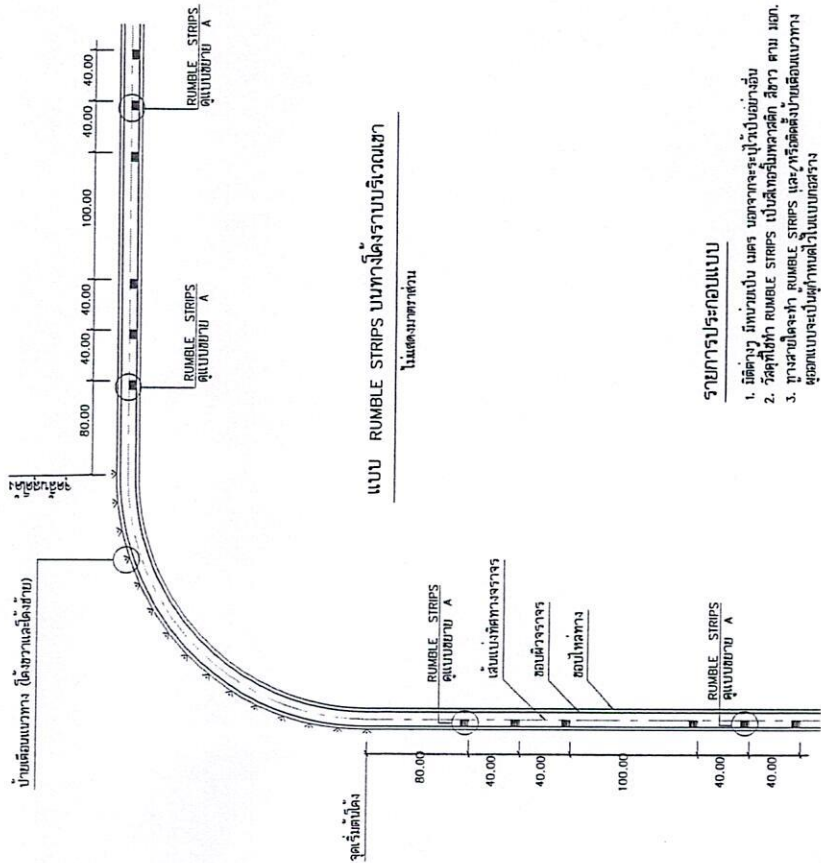 ป้ายเตือนแนวทาง (โค้งขวาและโค้งซ้าย)
80.00
40.00
40.00
100.00
40.00
40.00
RUMBLE STRIPS
ดูแบบขยาย A
RUMBLE STRIPS
ดูแบบขยาย A
แบบ RUMBLE STRIPS บนทางโค้งราบบริเวณเขา
ไม่แสดงมาตราส่วน
จุดเริ่มต้นโค้ง
80.00
40.00
40.00
100.00
40.00
40.00
RUMBLE STRIPS
ดูแบบขยาย A
เส้นแบ่งทิศทางจราจร
ขอบผิวจราจร
ขอบไหล่ทาง
RUMBLE STRIPS
ดูแบบขยาย A
รายการประกอบแบบ
1. มิติต่างๆ มีหน่วยเป็น เมตร นอกจากจะระบุไว้เป็นอย่างอื่น
2. วัสดุที่ใช้ทำ RUMBLE STRIPS เป็นสีเทอร์โมพลาสติก สีขาว ตาม มอก.
3. ทางสายใดจะทำ RUMBLE STRIPS และ/หรือติดตั้งป้ายเตือนแนวทาง
ผู้ออกแบบจะเป็นผู้กำหนดไว้ในแบบก่อสร้าง